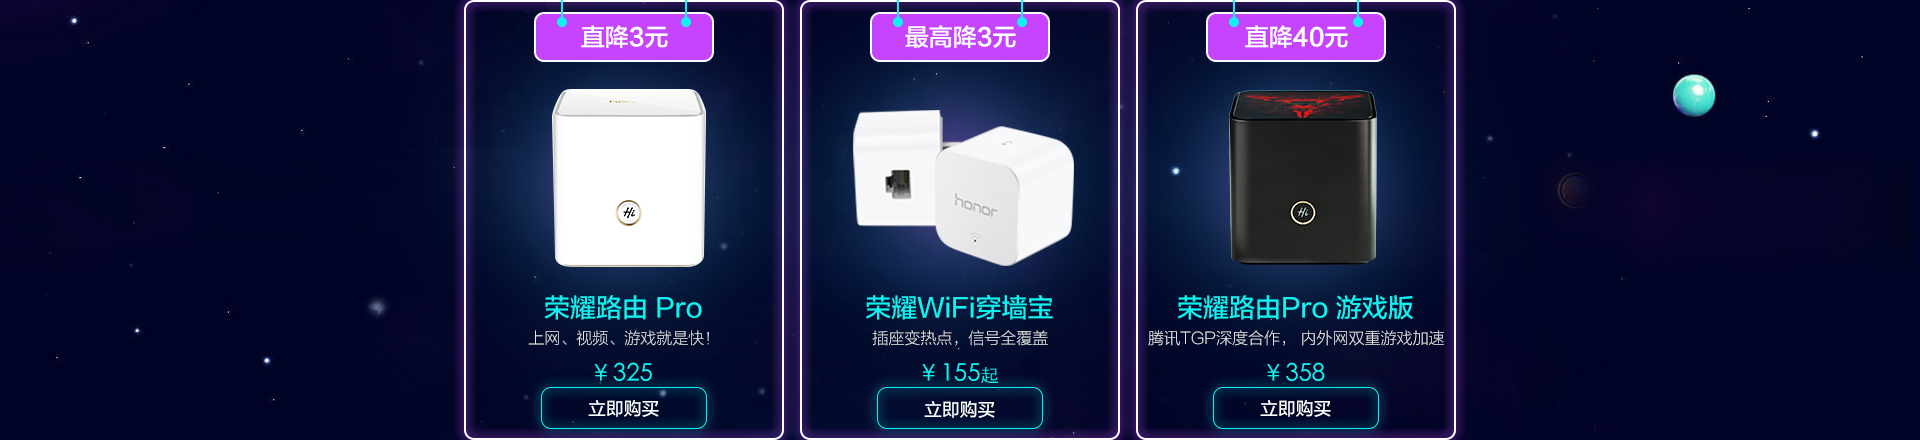 直降3元
honor
Hi
荣耀路由 Pro
上网、视频、游戏就是快!
¥ 325
立即购买
最高降3元
honor
荣耀WiFi穿墙宝
插座变热点，信号全覆盖
¥ 155起
立即购买
直降40元
Hi
荣耀路由Pro 游戏版
腾讯TGP深度合作， 内外网双重游戏加速
¥ 358
立即购买